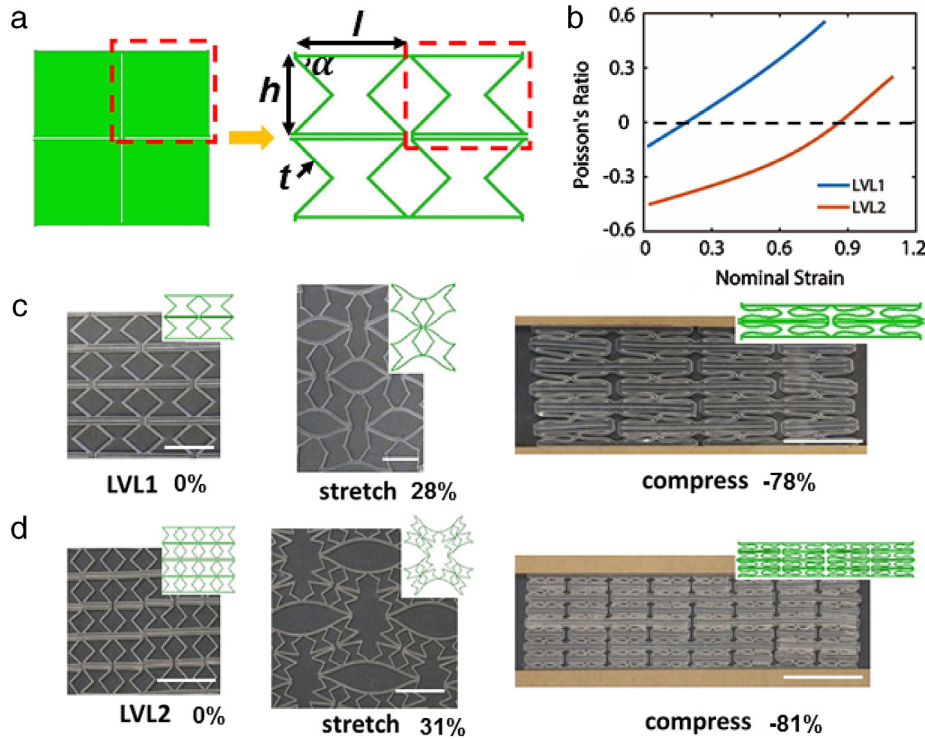 a
l
h
α
t
b
Poisson's Ratio
0.6
0.3
0
-0.3
-0.6
LVL1
LVL2
0
0.3
0.6
0.9
1.2
Nominal Strain
c
LVL1 0%
stretch 28%
compress -78%
d
LVL2 0%
stretch 31%
compress -81%